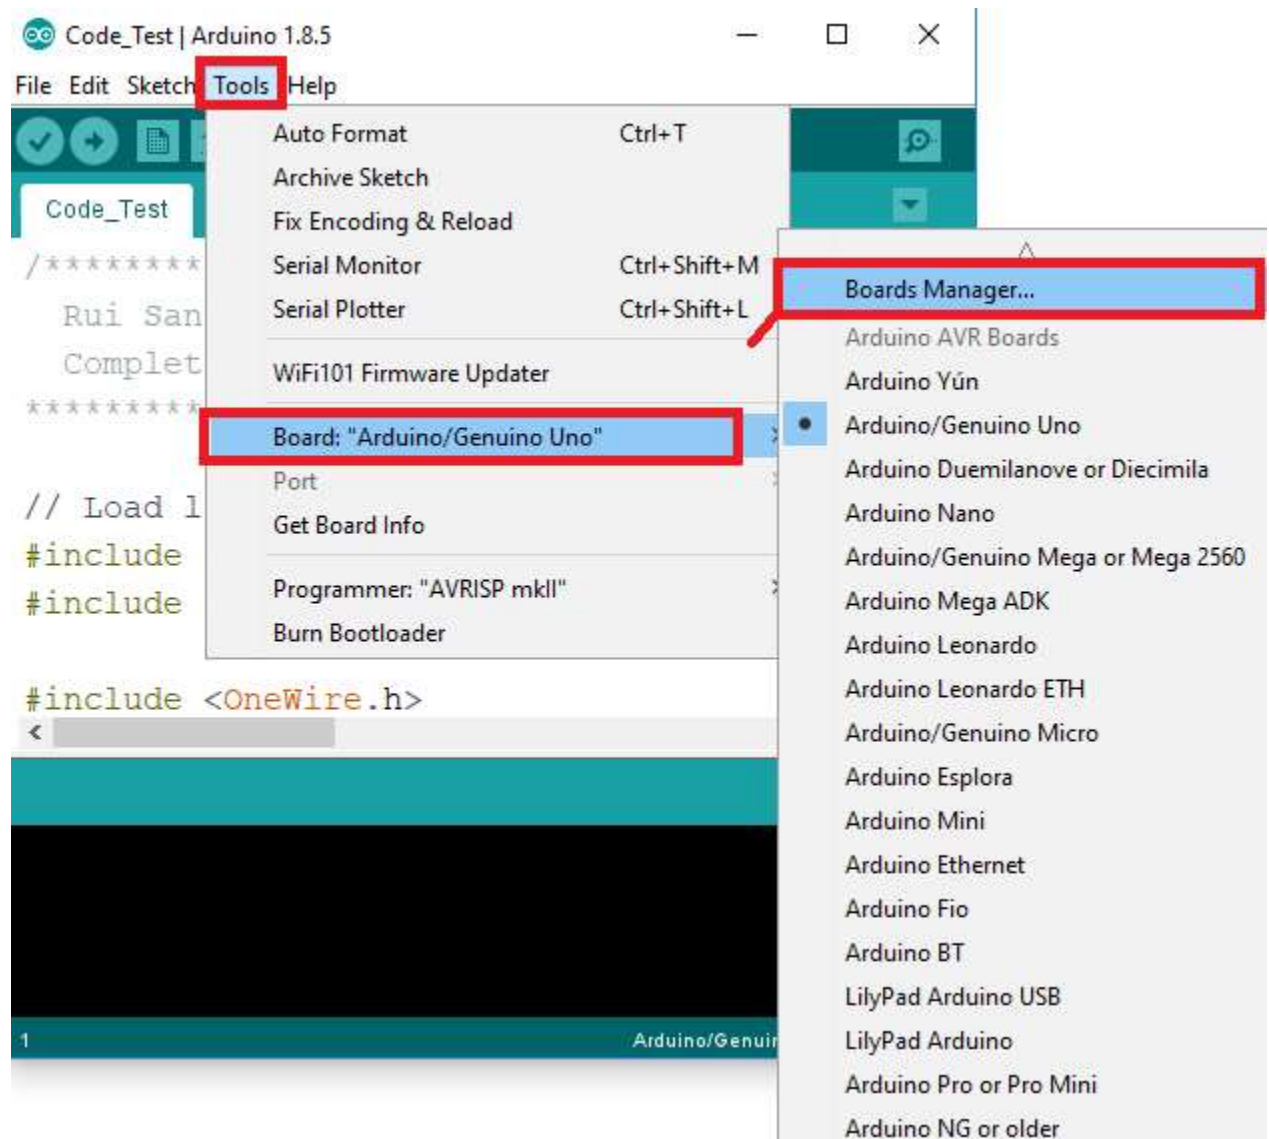 Code_Test | Arduino 1.8.5
File Edit Sketch Tools Help
Auto Format Ctrl+T
Archive Sketch
Code_Test
Fix Encoding & Reload
/********
Serial Monitor Ctrl+Shift+M
Boards Manager...
Rui San
Serial Plotter Ctrl+Shift+L
Arduino AVR Boards
Complet
WiFi101 Firmware Updater
Arduino Yún
*********
Board: "Arduino/Genuino Uno"
Arduino/Genuino Uno
Port
Arduino Duemilanove or Diecimila
// Load l
Get Board Info
Arduino Nano
#include
Arduino/Genuino Mega or Mega 2560
#include
Programmer: "AVRISP mkII"
Arduino Mega ADK
Burn Bootloader
Arduino Leonardo
#include <OneWire.h>
Arduino Leonardo ETH
Arduino/Genuino Micro
Arduino Esplora
Arduino Mini
Arduino Ethernet
Arduino Fio
Arduino BT
LilyPad Arduino USB
1 Arduino/Genuin
LilyPad Arduino
Arduino Pro or Pro Mini
Arduino NG or older